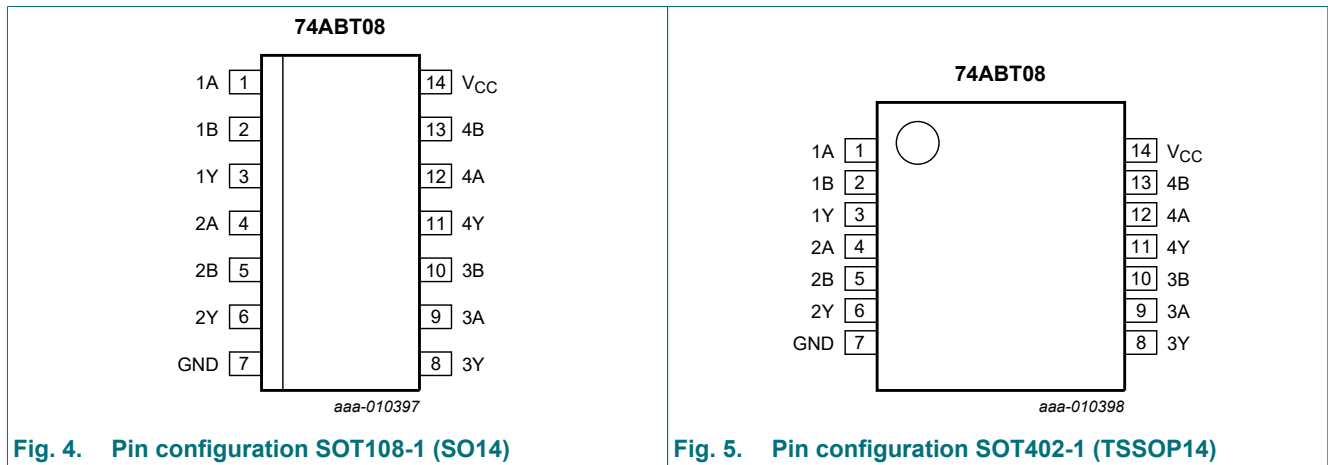 74ABT08
1A 1 14 VCC
1B 2 13 4B
1Y 3 12 4A
2A 4 11 4Y
2B 5 10 3B
2Y 6 9 3A
GND 7 8 3Y
aaa-010397
Fig. 4. Pin configuration SOT108-1 (SO14)
74ABT08
1A 1 14 VCC
1B 2 13 4B
1Y 3 12 4A
2A 4 11 4Y
2B 5 10 3B
2Y 6 9 3A
GND 7 8 3Y
aaa-010398
Fig. 5. Pin configuration SOT402-1 (TSSOP14)